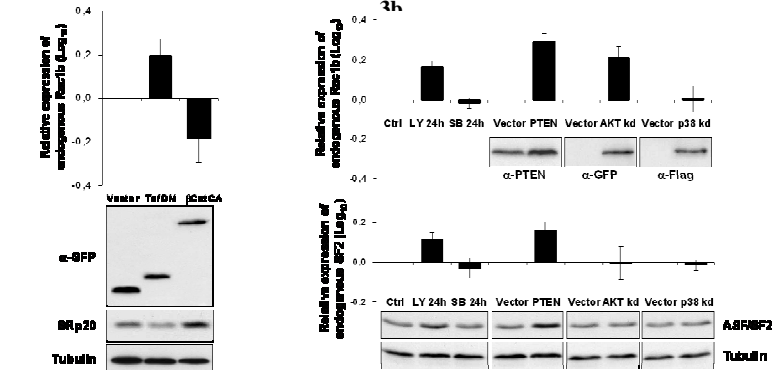 3b
Relative expression of endogenous Rac1b (Log10)
0,4
0,2
0,0
-0,2
-0,4
Vector TcfDN βCatCA
α-GFP
SRp20
Tubulin
Relative expression of endogenous Rac1b (Log10)
0.4
0.2
0.0
-0.2
-0.4
Ctrl LY 24h SB 24h Vector PTEN Vector AKT kd Vector p38 kd
α-PTEN α-GFP α-Flag
Relative expression of endogenous SF2 (Log10)
0.2
0.0
-0.2
Ctrl LY 24h SB 24h Vector PTEN Vector AKT kd Vector p38 kd
ASF/SF2
Tubulin